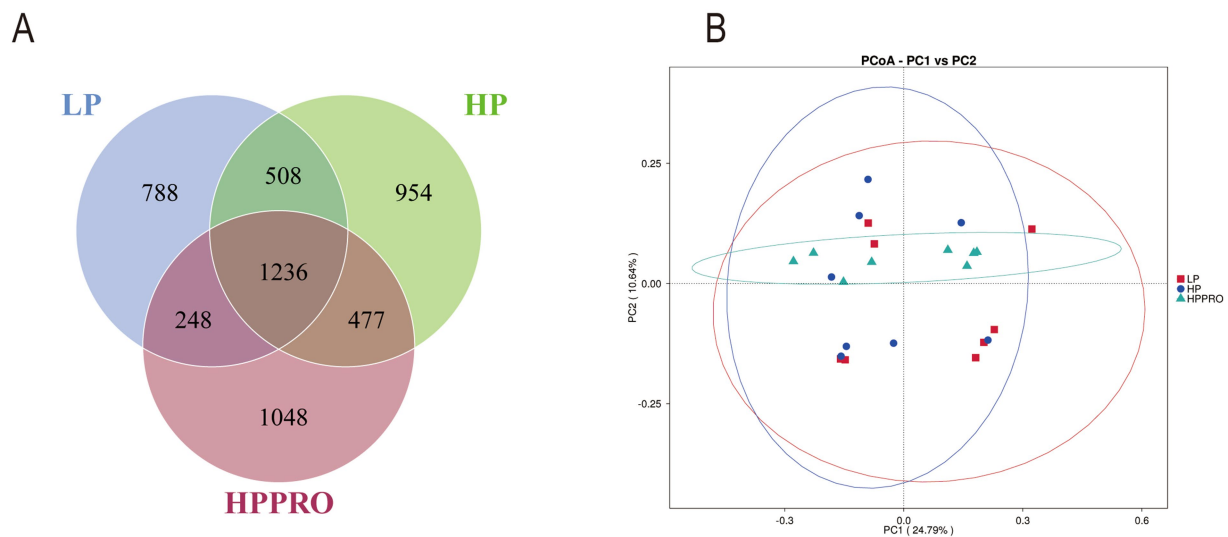 A
LP
HP
788
508
954
1236
248
477
1048
HPPRO
B
PCoA - PC1 vs PC2
PC2 ( 10.64% )
0.25
0.00
-0.25
-0.3
0.0
0.3
0.6
PC1 ( 24.79% )
LP
HP
HPPRO